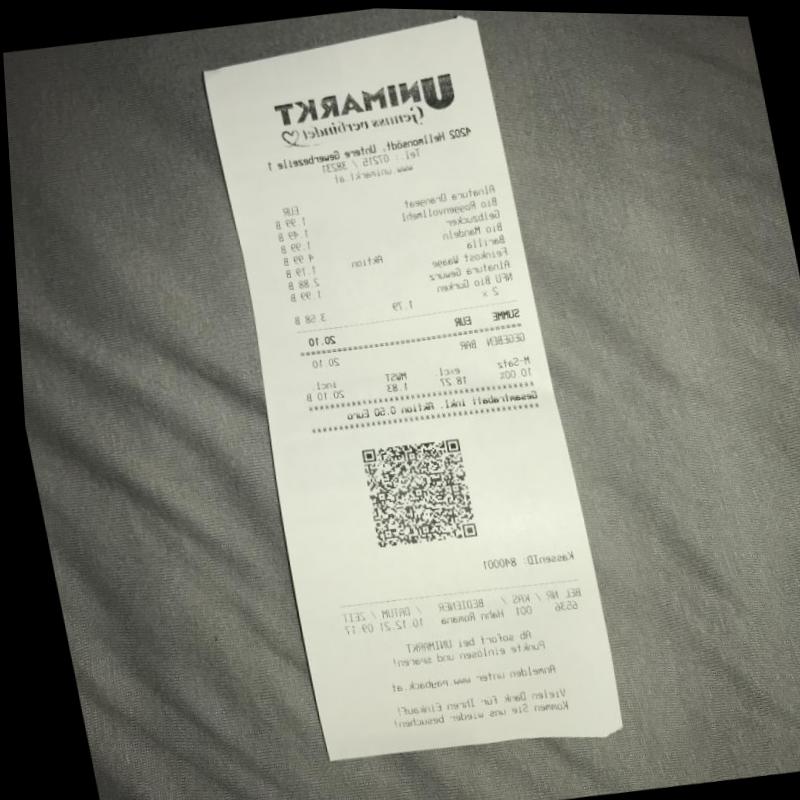 UNIMARKT
Genuss verbindet
4202 Hellmonsödt, Untere Gewerbezeile 1
Tel.: 07215 / 38231
www.unimarkt.at
EUR
Alnatura Orangeat 1.99 B
Bio Roggenvollmehl 1.49 B
Gelbzucker 1.99 B
Bio Mandeln 4.99 B
Barilla Aktion 1.19 B
Feinkost Waage 2.88 B
Alnatura Gewürz 1.99 B
NFU Bio Gurken
2 x 1.79 3.58 B
SUMME EUR 20.10
GEGEBEN BAR 20.10
M-Satz excl. MWST incl.
10.00% 18.27 1.83 20.10 B
Gesamtrabatt inkl. Aktion 0.50 Euro
KassenID: 840001
BEL NR / KAS / BEDIENER / DATUM / ZEIT
6536 001 Hahn Romana 10.12.21 09:17
Ab sofort bei UNIMARKT
Punkte einlösen und sparen!
Anmelden unter www.payback.at
Vielen Dank für Ihren Einkauf!
Kommen Sie uns wieder besuchen!